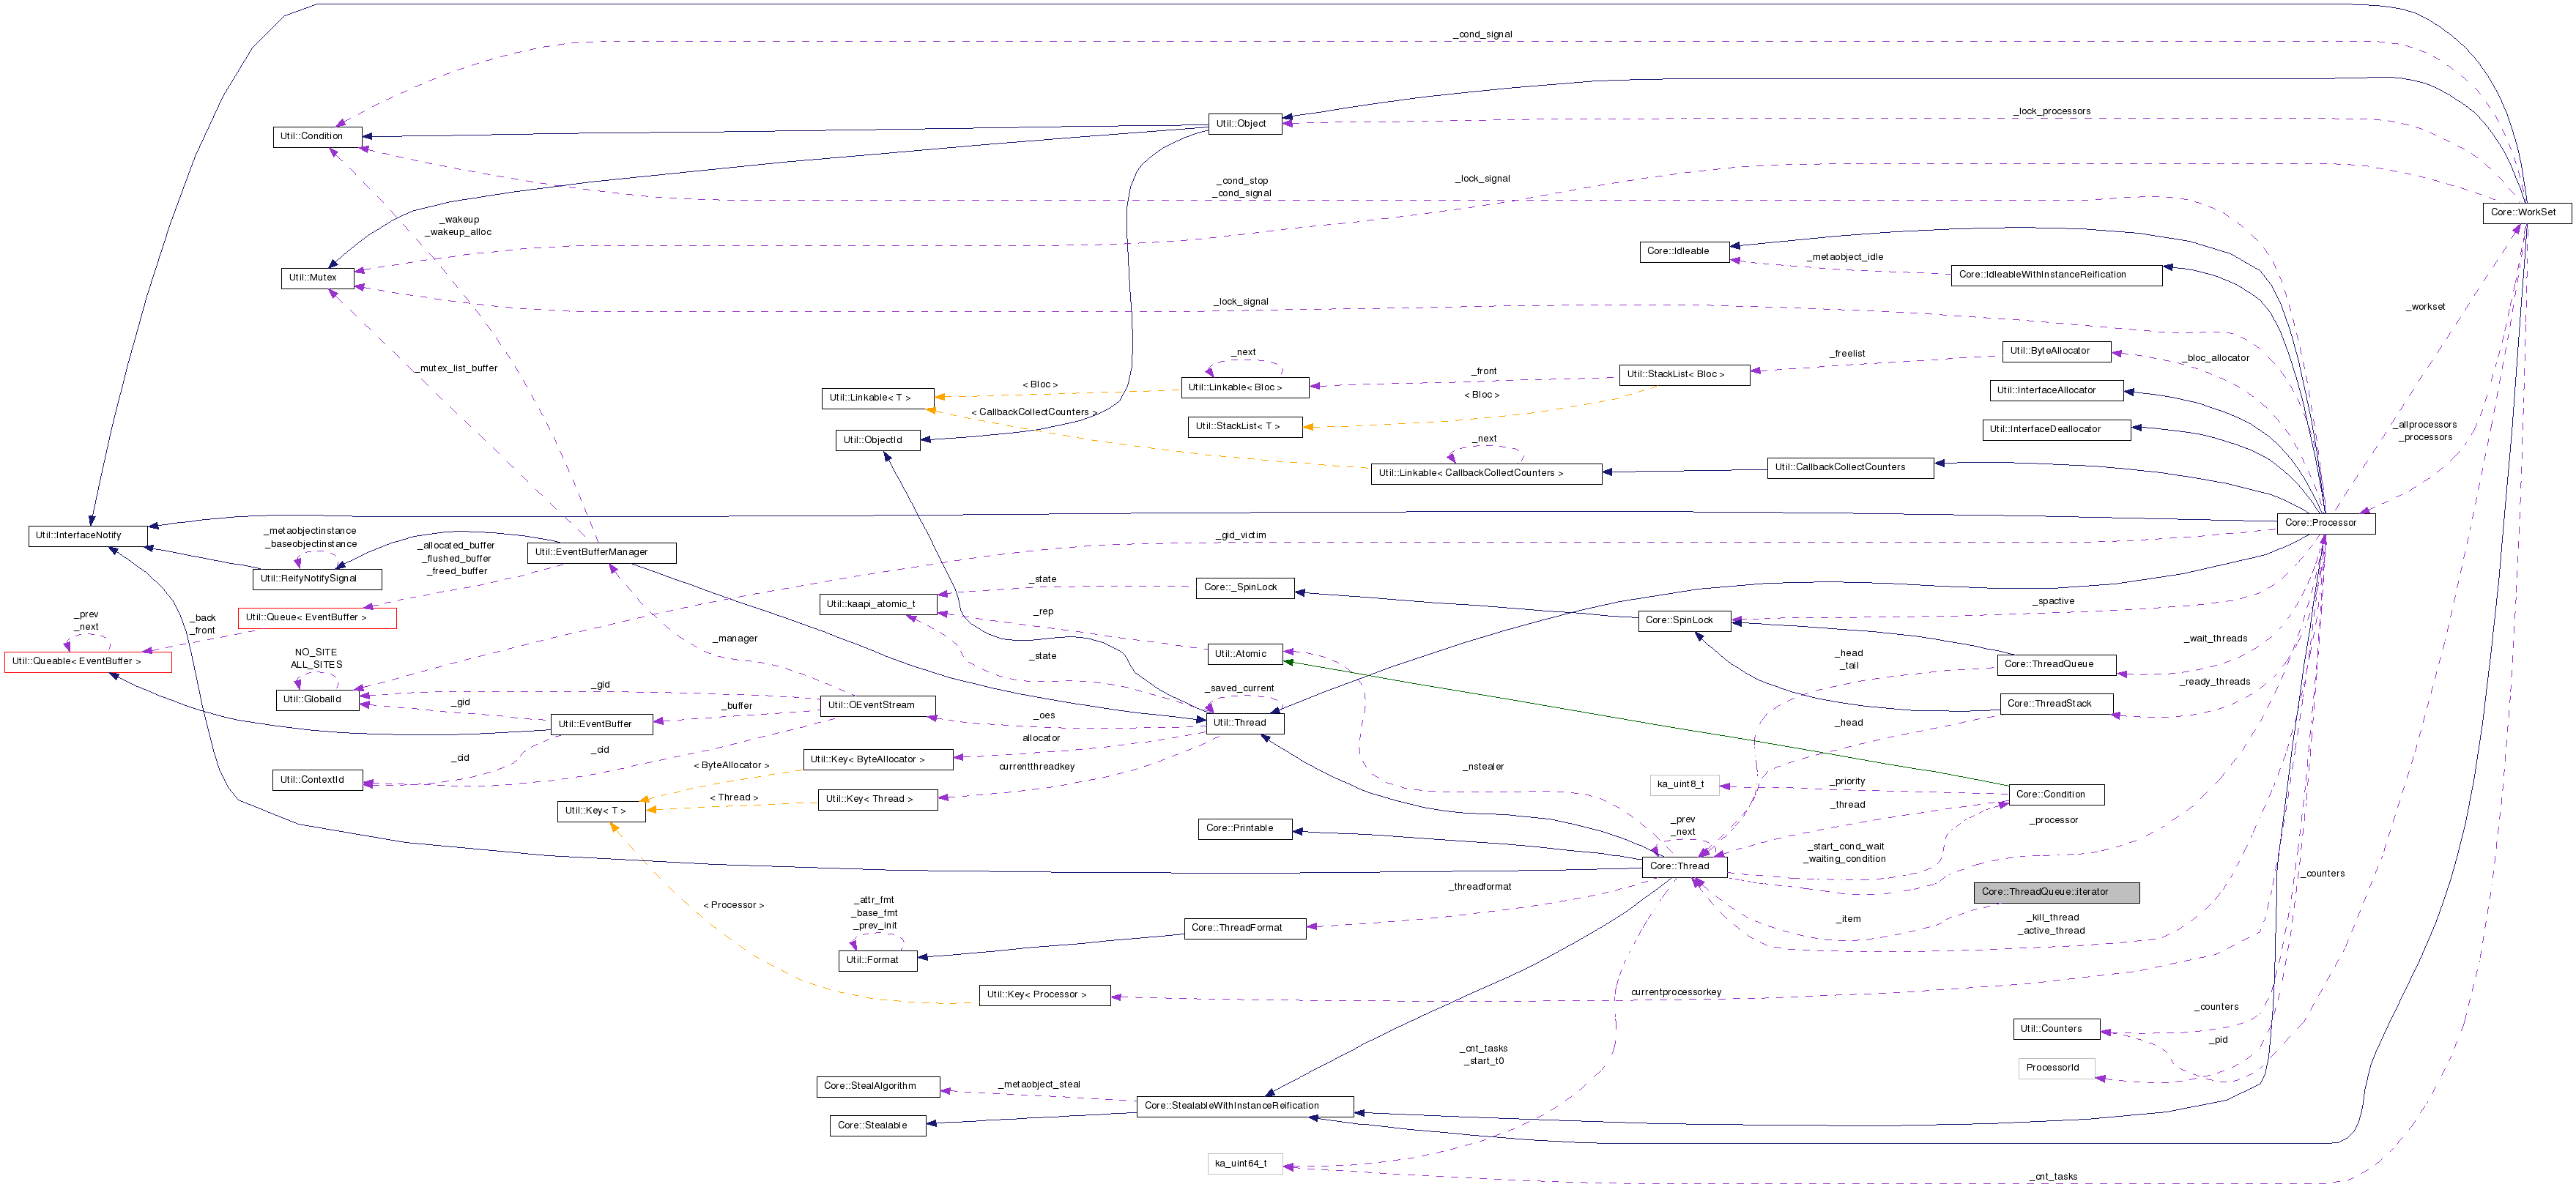 _cond_signal
_lock_processors
Util::Object
Util::Condition
_lock_signal
_cond_stop
_cond_signal
Core::WorkSet
_wakeup
_wakeup_alloc
Core::Idleable
_metaobject_idle
Core::IdleableWithInstanceReification
Util::Mutex
_lock_signal
_workset
Util::ByteAllocator
_bloc_allocator
_freelist
_next
_mutex_list_buffer
_front
Util::StackList< Bloc >
< Bloc >
Util::Linkable< Bloc >
Util::InterfaceAllocator
Util::Linkable< T >
< Bloc >
< CallbackCollectCounters >
Util::StackList< T >
Util::InterfaceDeallocator
_allprocessors
_processors
Util::ObjectId
_next
Util::Linkable< CallbackCollectCounters >
Util::CallbackCollectCounters
Core::Processor
_metaobjectinstance
_baseobjectinstance
Util::InterfaceNotify
_gid_victim
_allocated_buffer
_flushed_buffer
_freed_buffer
Util::EventBufferManager
Util::ReifyNotifySignal
_state
Core::_SpinLock
_spactive
Util::kaapi_atomic_t
_rep
_prev
_next
Util::Queue< EventBuffer >
_back
_front
Core::SpinLock
_manager
_wait_threads
Util::Queable< EventBuffer >
NO_SITE
ALL_SITES
_state
Util::Atomic
_head
_tail
Core::ThreadQueue
_gid
_saved_current
_ready_threads
Util::GlobalId
_gid
Util::OEventStream
_buffer
Core::ThreadStack
Util::EventBuffer
_oes
Util::Thread
_head
_cid
_cid
allocator
Util::Key< ByteAllocator >
Util::ContextId
< ByteAllocator >
currentthreadkey
_nstealer
ka_uint8_t
_priority
Core::Condition
< Thread >
Util::Key< Thread >
_thread
Util::Key< T >
_prev
_next
_processor
Core::Printable
_start_cond_wait
_waiting_condition
Core::Thread
_counters
_threadformat
Core::ThreadQueue::iterator
_attr_fmt
_base_fmt
_prev_init
< Processor >
_item
_kill_thread
_active_thread
Core::ThreadFormat
Util::Format
Util::Key< Processor >
currentprocessorkey
_counters
Util::Counters
_pid
_cnt_tasks
_start_t0
ProcessorId
Core::StealAlgorithm
_metaobject_steal
Core::StealableWithInstanceReification
Core::Stealable
ka_uint64_t
_cnt_tasks